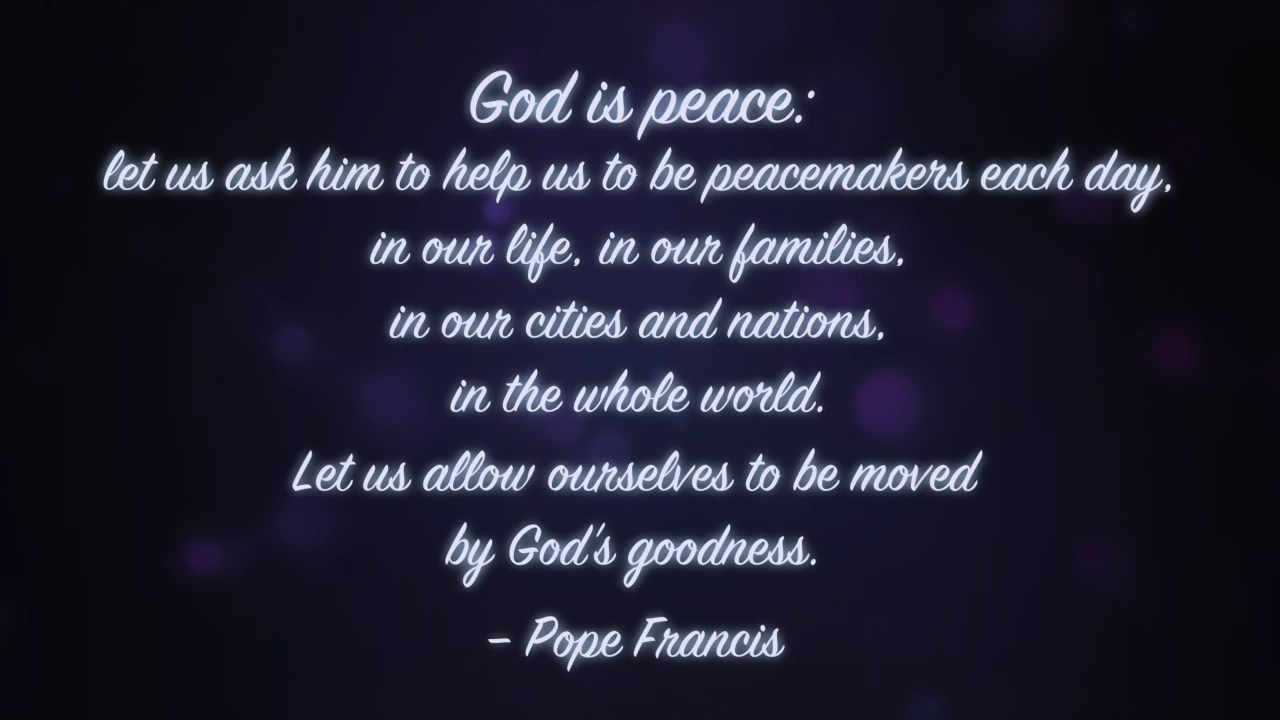 God is peace:
let us ask him to help us to be peacemakers each day,
in our life, in our families,
in our cities and nations,
in the whole world.
Let us allow ourselves to be moved
by God's goodness.
– Pope Francis